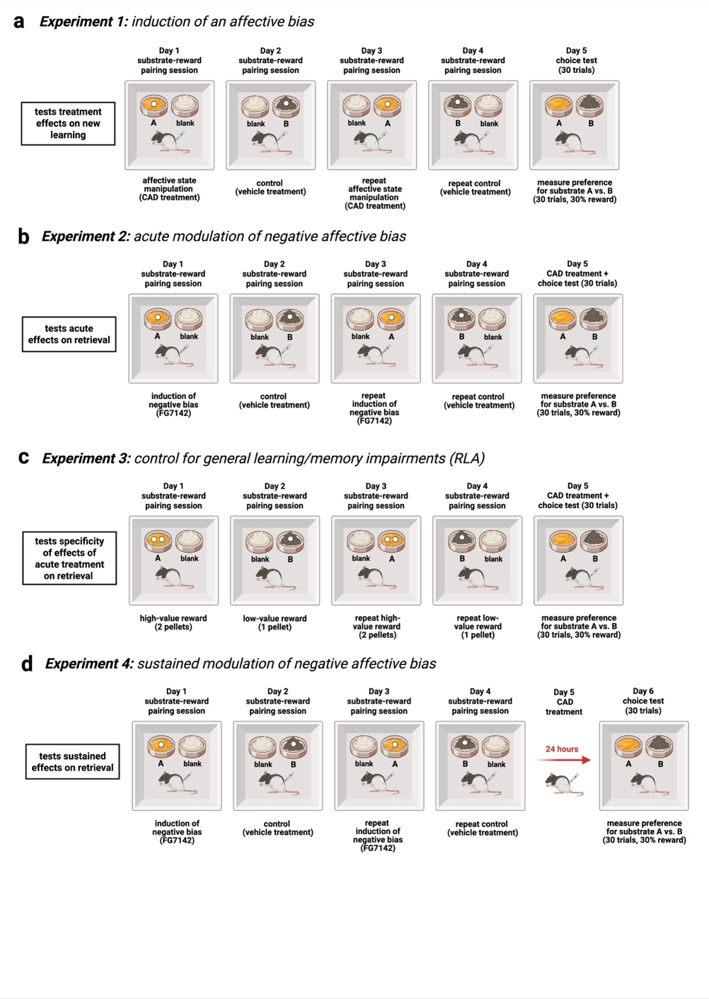 a Experiment 1: induction of an affective bias
Day 1
substrate-reward
pairing session
Day 2
substrate-reward
pairing session
Day 3
substrate-reward
pairing session
Day 4
substrate-reward
pairing session
Day 5
choice test
(30 trials)
tests treatment
effects on new
learning
A blank
blank B
blank A
B blank
A B
affective state
manipulation
(CAD treatment)
control
(vehicle treatment)
repeat
affective state
manipulation
(CAD treatment)
repeat control
(vehicle treatment)
measure preference
for substrate A vs. B
(30 trials, 30% reward)
b Experiment 2: acute modulation of negative affective bias
Day 1
substrate-reward
pairing session
Day 2
substrate-reward
pairing session
Day 3
substrate-reward
pairing session
Day 4
substrate-reward
pairing session
Day 5
CAD treatment +
choice test (30 trials)
tests acute
effects on retrieval
A blank
blank B
blank A
B blank
A B
induction of
negative bias
(FG7142)
control
(vehicle treatment)
repeat
induction of
negative bias
(FG7142)
repeat control
(vehicle treatment)
measure preference
for substrate A vs. B
(30 trials, 30% reward)
c Experiment 3: control for general learning/memory impairments (RLA)
Day 1
substrate-reward
pairing session
Day 2
substrate-reward
pairing session
Day 3
substrate-reward
pairing session
Day 4
substrate-reward
pairing session
Day 5
CAD treatment +
choice test (30 trials)
tests specificity
of effects of
acute treatment
on retrieval
A blank
blank B
blank A
B blank
A B
high-value reward
(2 pellets)
low-value reward
(1 pellet)
repeat high-
value reward
(2 pellets)
repeat low-
value reward
(1 pellet)
measure preference
for substrate A vs. B
(30 trials, 30% reward)
d Experiment 4: sustained modulation of negative affective bias
Day 1
substrate-reward
pairing session
Day 2
substrate-reward
pairing session
Day 3
substrate-reward
pairing session
Day 4
substrate-reward
pairing session
Day 5
CAD
treatment
Day 6
choice test
(30 trials)
tests sustained
effects on retrieval
A blank
blank B
blank A
B blank
24 hours
A B
induction of
negative bias
(FG7142)
control
(vehicle treatment)
repeat
induction of
negative bias
(FG7142)
repeat control
(vehicle treatment)
measure preference
for substrate A vs. B
(30 trials, 30% reward)